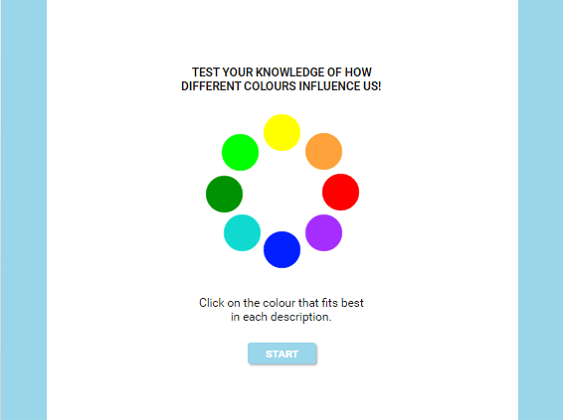 TEST YOUR KNOWLEDGE OF HOW
DIFFERENT COLOURS INFLUENCE US!
Click on the colour that fits best
in each description.
START